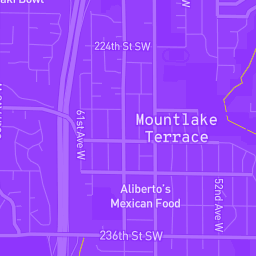 224th St SW
61st Ave W
Mountlake
Terrace
Aliberto's
Mexican Food
52nd Ave W
236th St SW